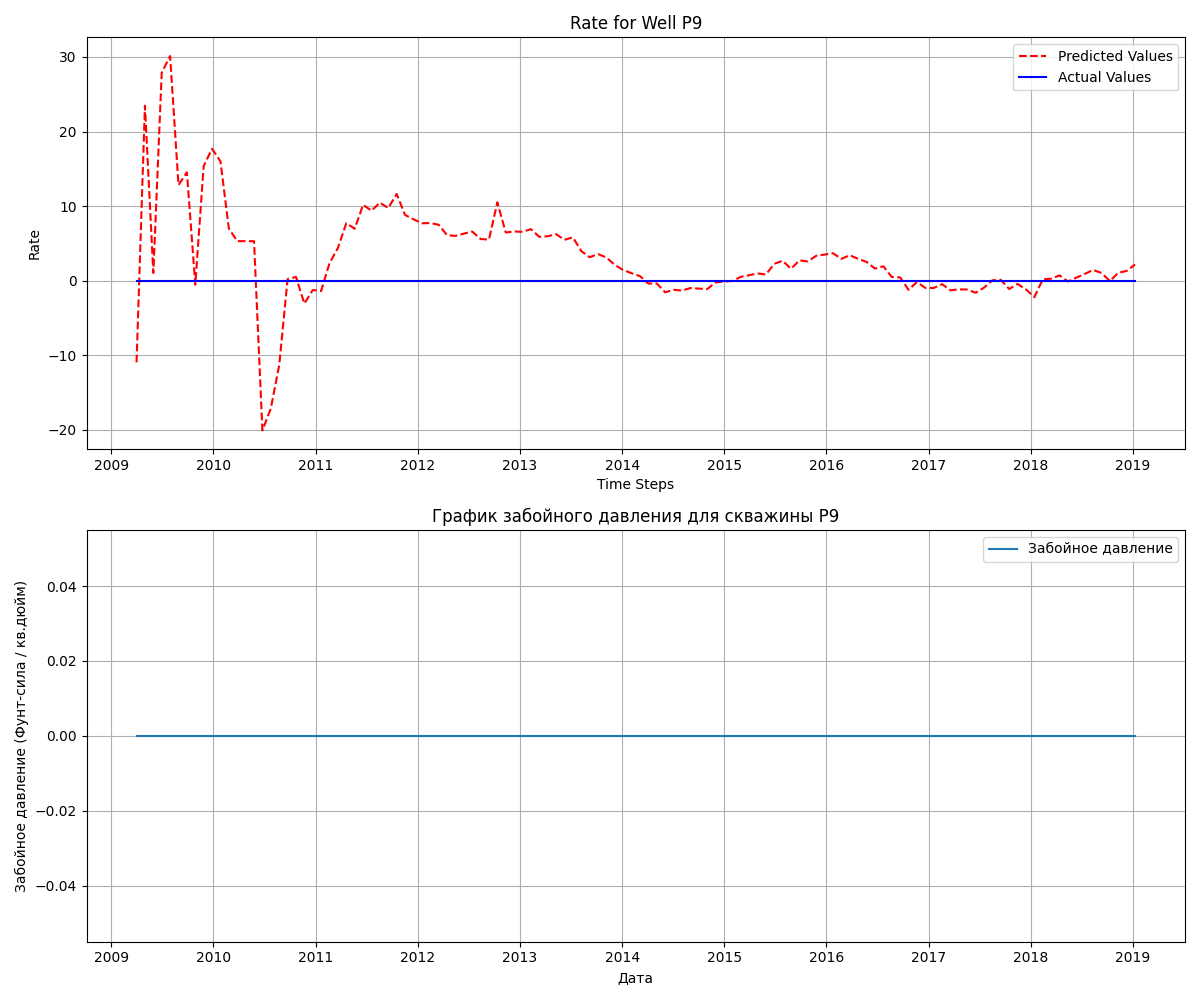 Rate for Well P9
Predicted Values
Actual Values
30
20
10
0
−10
−20
Rate
2009 2010 2011 2012 2013 2014 2015 2016 2017 2018 2019
Time Steps
График забойного давления для скважины P9
Забойное давление
0.04
0.02
0.00
−0.02
−0.04
Забойное давление (Фунт-сила / кв.дюйм)
2009 2010 2011 2012 2013 2014 2015 2016 2017 2018 2019
Дата